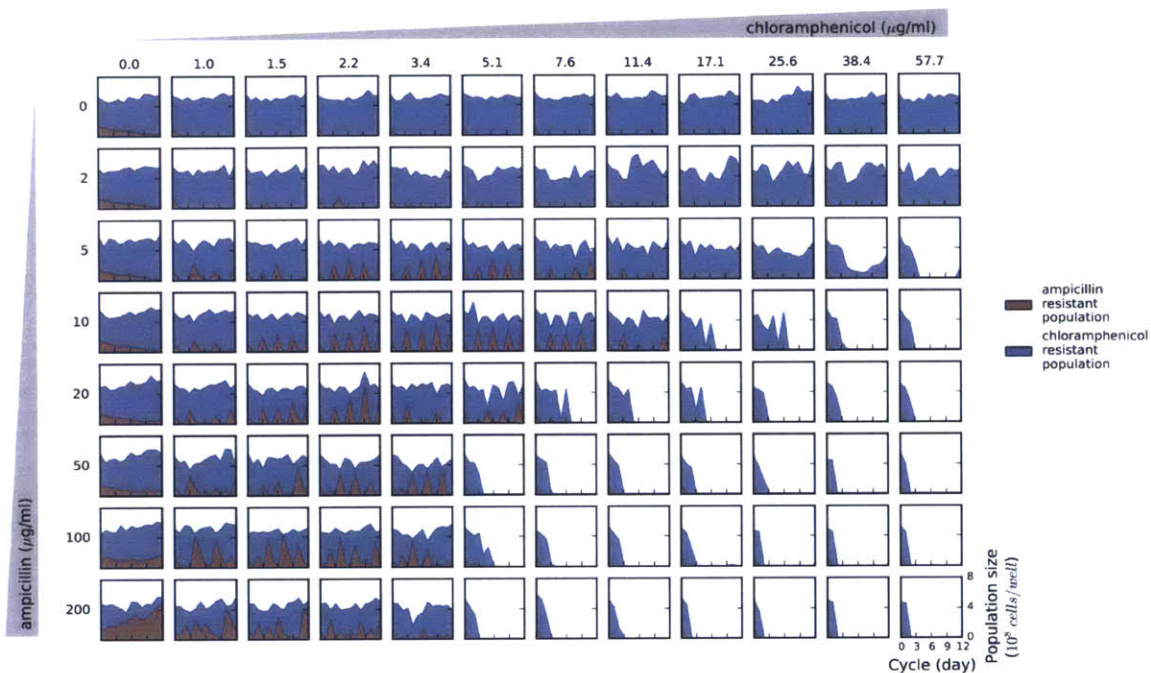 chloramphenicol (μg/ml)
0.0 1.0 1.5 2.2 3.4 5.1 7.6 11.4 17.1 25.6 38.4 57.7
0
2
5
10
20
50
100
200
ampicillin (μg/ml)
ampicillin
resistant
population
chloramphenicol
resistant
population
8
4
0
Population size
(10⁸ cells/well)
0 3 6 9 12
Cycle (day)